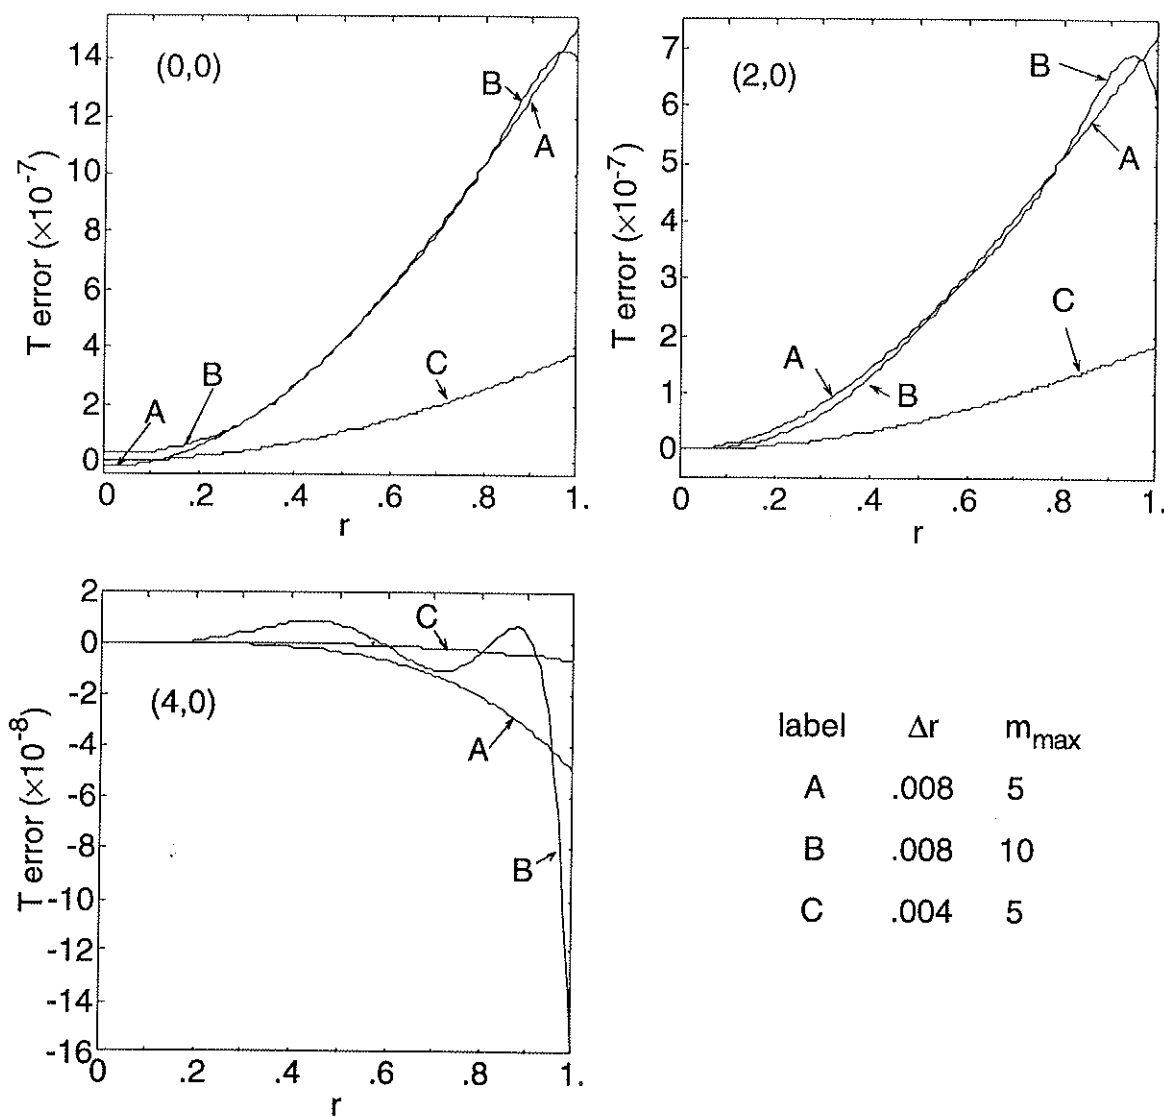 (0,0)
T error (×10-7)
14
12
10
8
6
4
2
0
B
A
B
A
C
0
.2
.4
.6
.8
1.
r
(2,0)
T error (×10-7)
7
6
5
4
3
2
1
0
B
A
C
A
B
0
.2
.4
.6
.8
1.
r
(4,0)
T error (×10-8)
2
0
-2
-4
-6
-8
-10
-12
-14
-16
C
A
B
0
.2
.4
.6
.8
1.
r
label Δr mmax
A .008 5
B .008 10
C .004 5